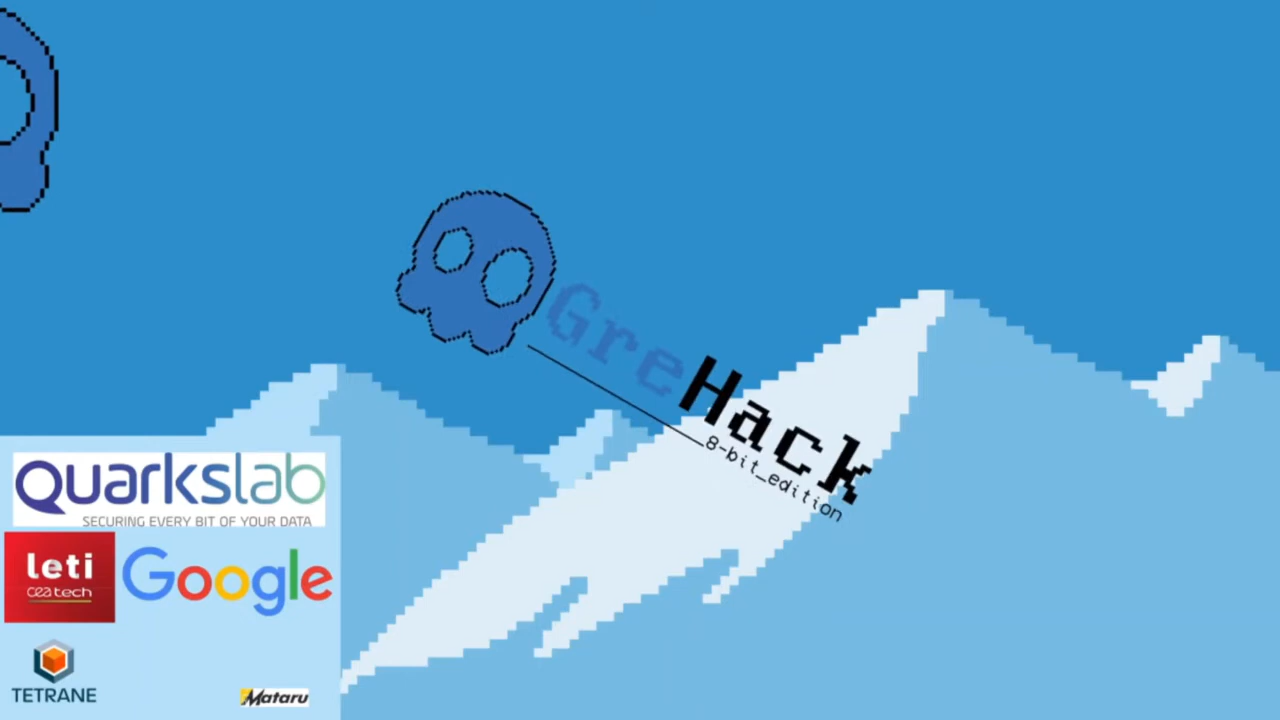 GreHack
8-bit_edition
Quarkslab
SECURING EVERY BIT OF YOUR DATA
leti
cea tech
Google
TETRANE
Mataru